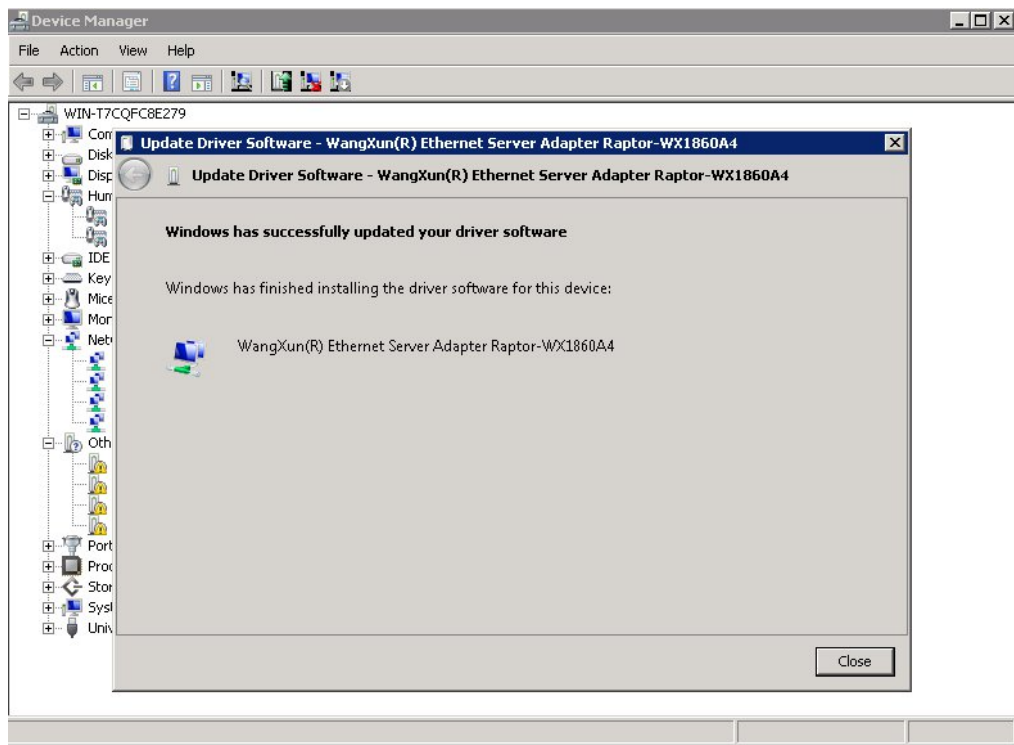 Device Manager
File Action View Help
WIN-T7CQFC8E279
Com
Disk
Disp
Hum
IDE
Key
Mice
Mon
Netw
Oth
Port
Proc
Stor
Syst
Univ
Update Driver Software - WangXun(R) Ethernet Server Adapter Raptor-WX1860A4
Update Driver Software - WangXun(R) Ethernet Server Adapter Raptor-WX1860A4
Windows has successfully updated your driver software
Windows has finished installing the driver software for this device:
WangXun(R) Ethernet Server Adapter Raptor-WX1860A4
Close